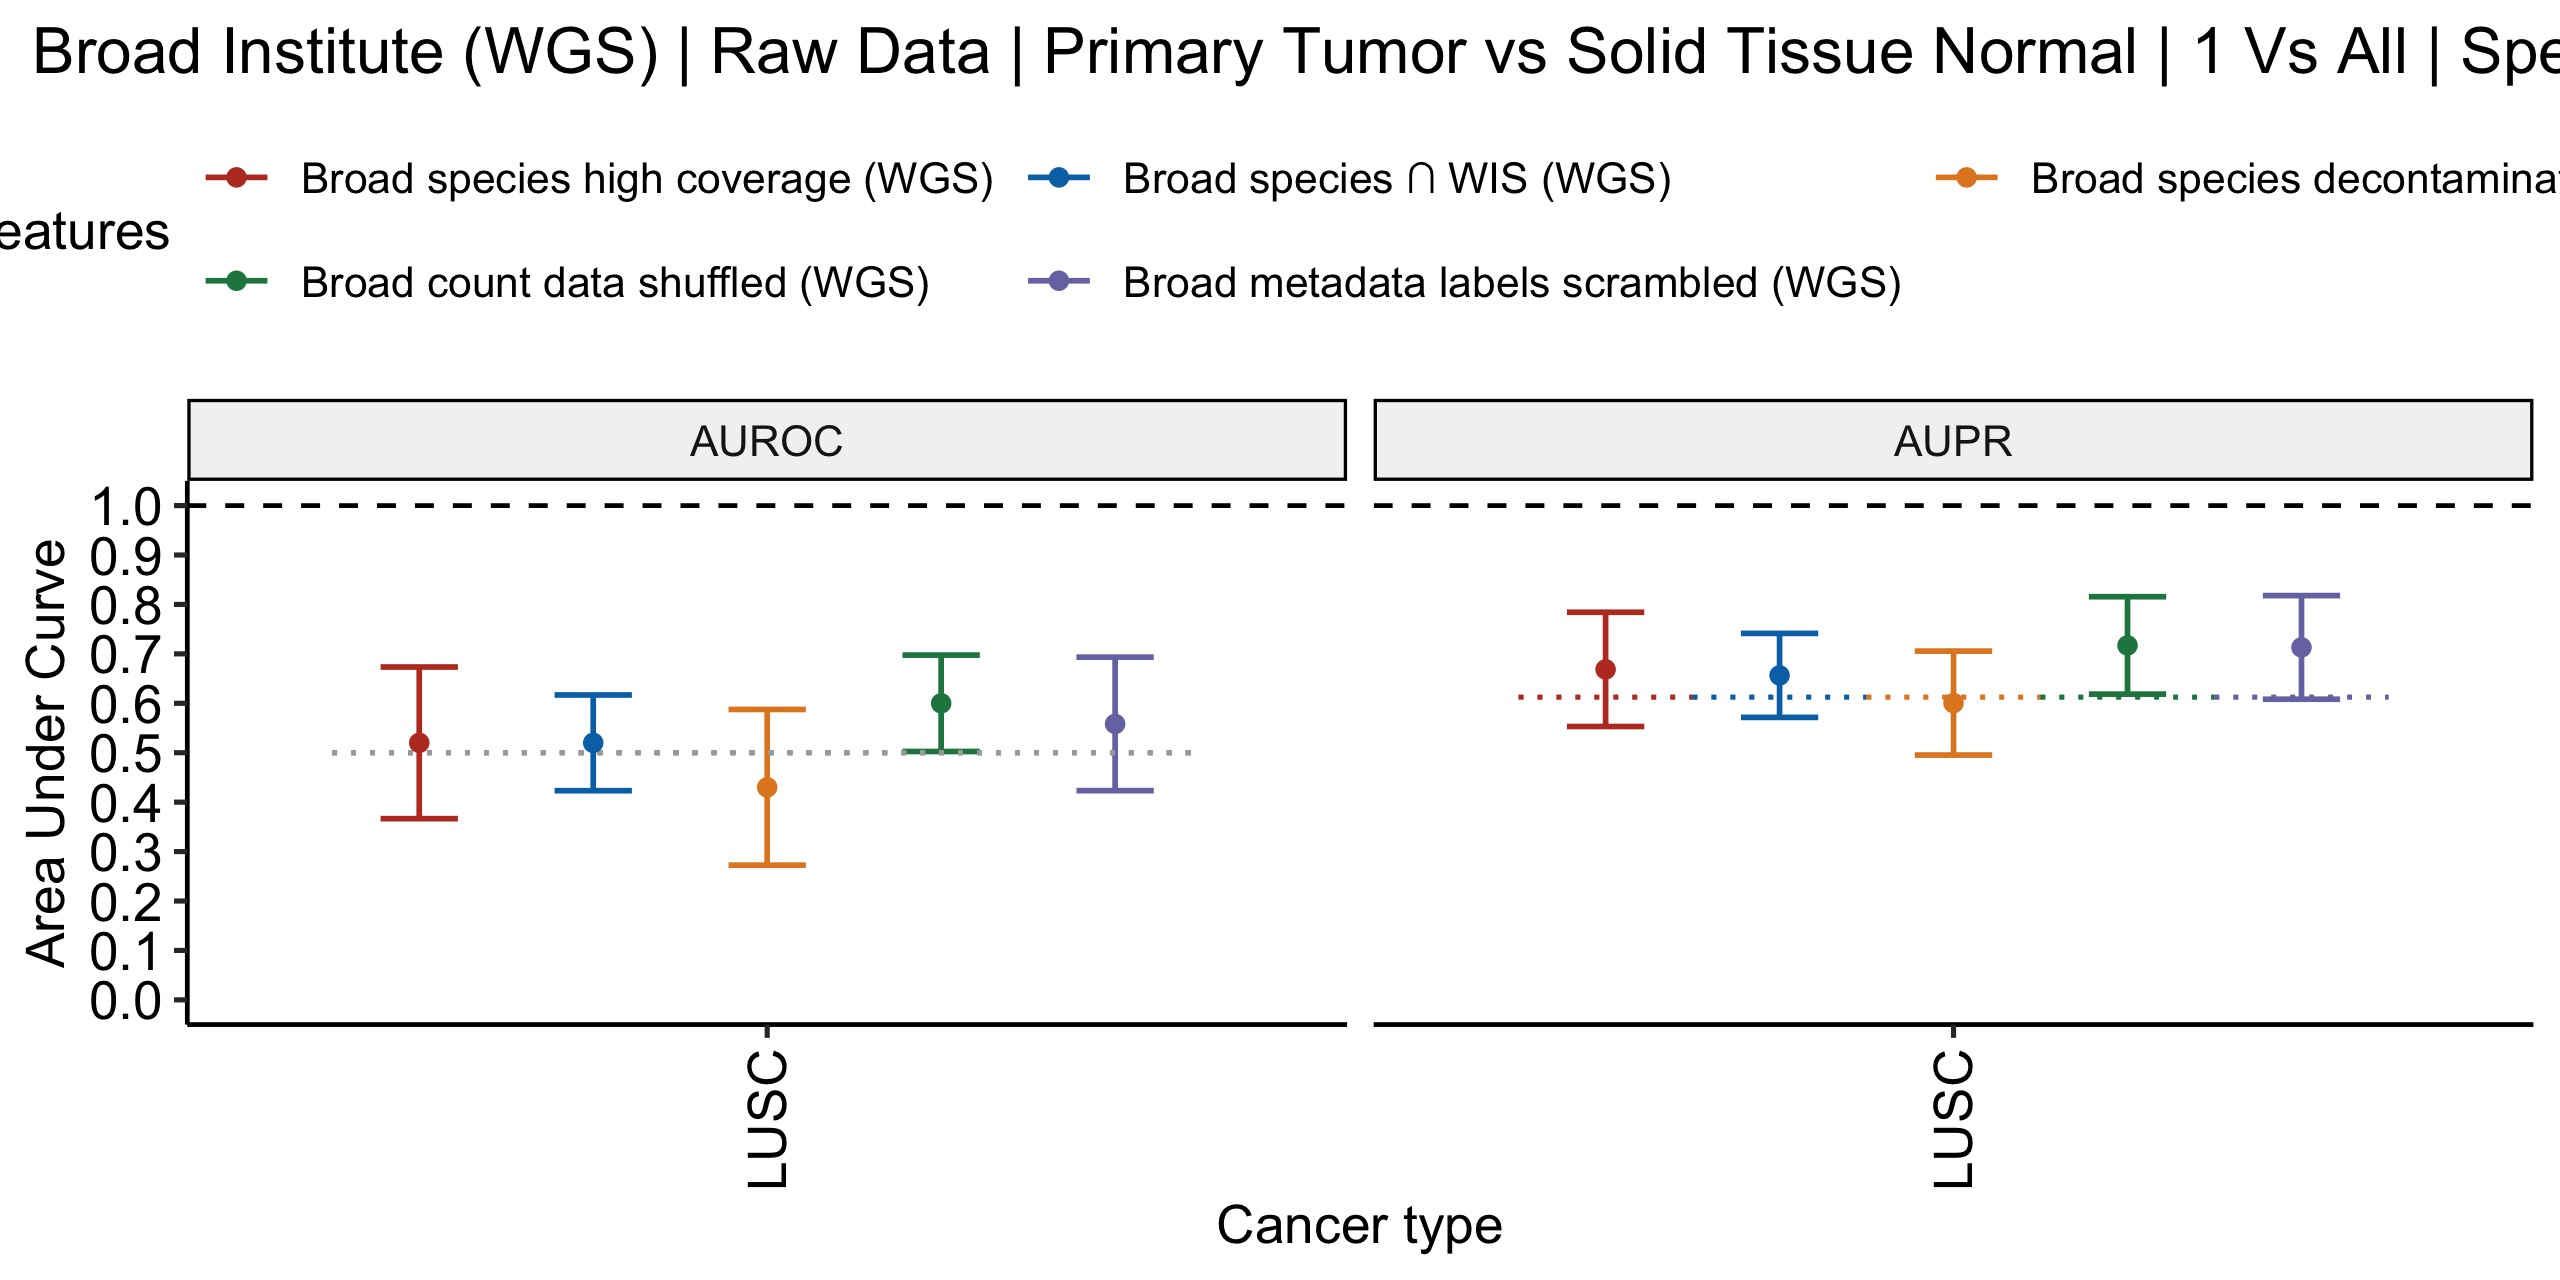 Broad Institute (WGS) | Raw Data | Primary Tumor vs Solid Tissue Normal | 1 Vs All | Spe
Broad species high coverage (WGS) Broad species ∩ WIS (WGS) Broad species decontaminat
eatures
Broad count data shuffled (WGS) Broad metadata labels scrambled (WGS)
AUROC AUPR
Area Under Curve
1.0
0.9
0.8
0.7
0.6
0.5
0.4
0.3
0.2
0.1
0.0
LUSC LUSC
Cancer type